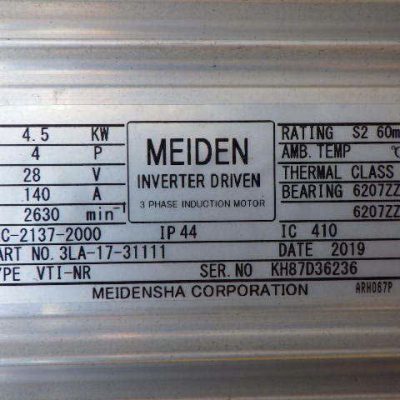 4.5 KW
4 P
28 V
140 A
2630 min⁻¹
MEIDEN
INVERTER DRIVEN
3 PHASE INDUCTION MOTOR
RATING S2 60m
AMB. TEMP ℃
THERMAL CLASS
BEARING 6207ZZ
6207ZZ
C-2137-2000 IP 44 IC 410
ART NO. 3LA-17-31111 DATE 2019
YPE VTI-NR SER. NO KH87D36236
MEIDENSHA CORPORATION ARH067P